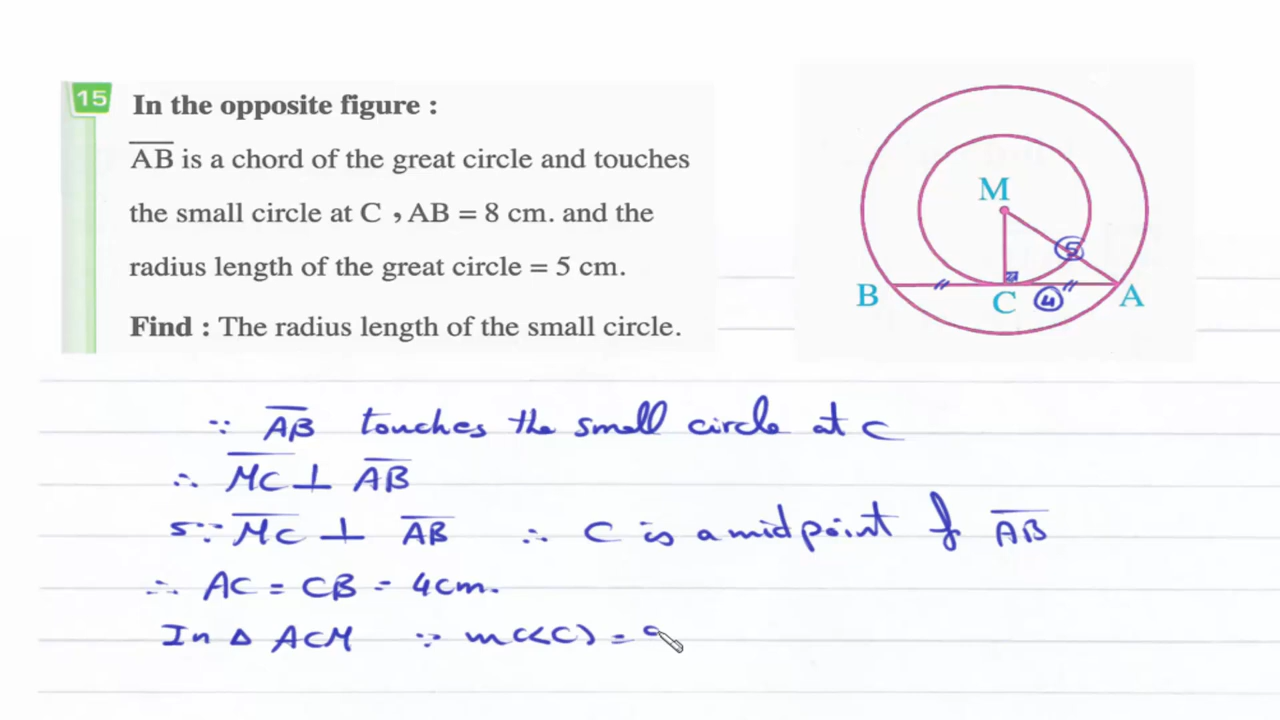 15
In the opposite figure :
AB is a chord of the great circle and touches
the small circle at C , AB = 8 cm. and the
radius length of the great circle = 5 cm.
Find : The radius length of the small circle.
M
5
B
C
4
A
∵ AB touches the small circle at C
∴ MC ⊥ AB
, ∵ MC ⊥ AB ∴ C is a midpoint of AB
∴ AC = CB = 4cm.
In Δ ACM ∵ m(<C) =